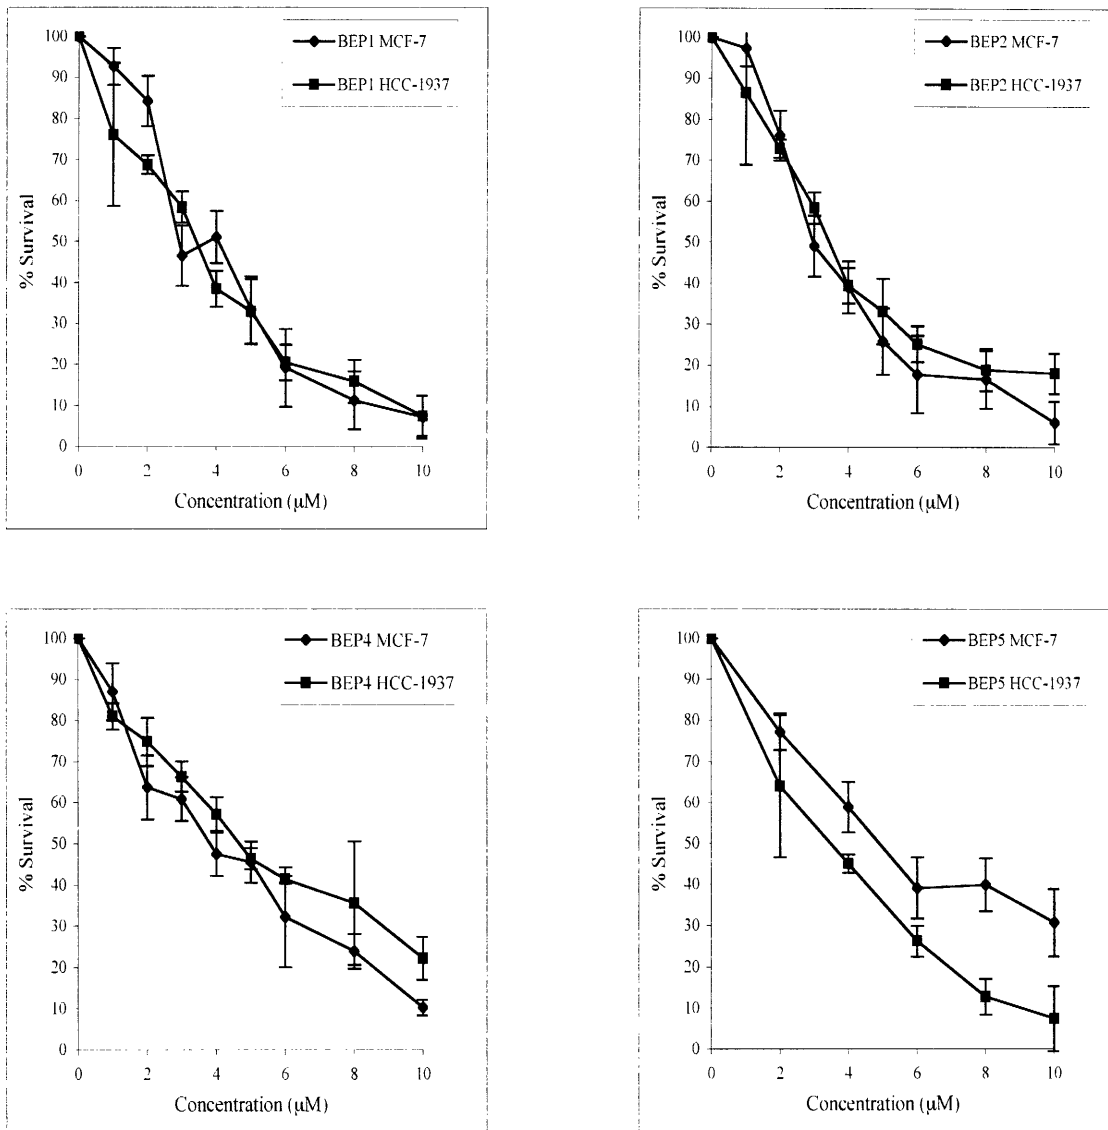 BEP1 MCF-7
BEP1 HCC-1937
% Survival
100
90
80
70
60
50
40
30
20
10
0
0 2 4 6 8 10
Concentration (µM)
BEP2 MCF-7
BEP2 HCC-1937
% Survival
100
90
80
70
60
50
40
30
20
10
0
0 2 4 6 8 10
Concentration (µM)
BEP4 MCF-7
BEP4 HCC-1937
% Survival
100
90
80
70
60
50
40
30
20
10
0
0 2 4 6 8 10
Concentration (µM)
BEP5 MCF-7
BEP5 HCC-1937
% Survival
100
90
80
70
60
50
40
30
20
10
0
0 2 4 6 8 10
Concentration (µM)